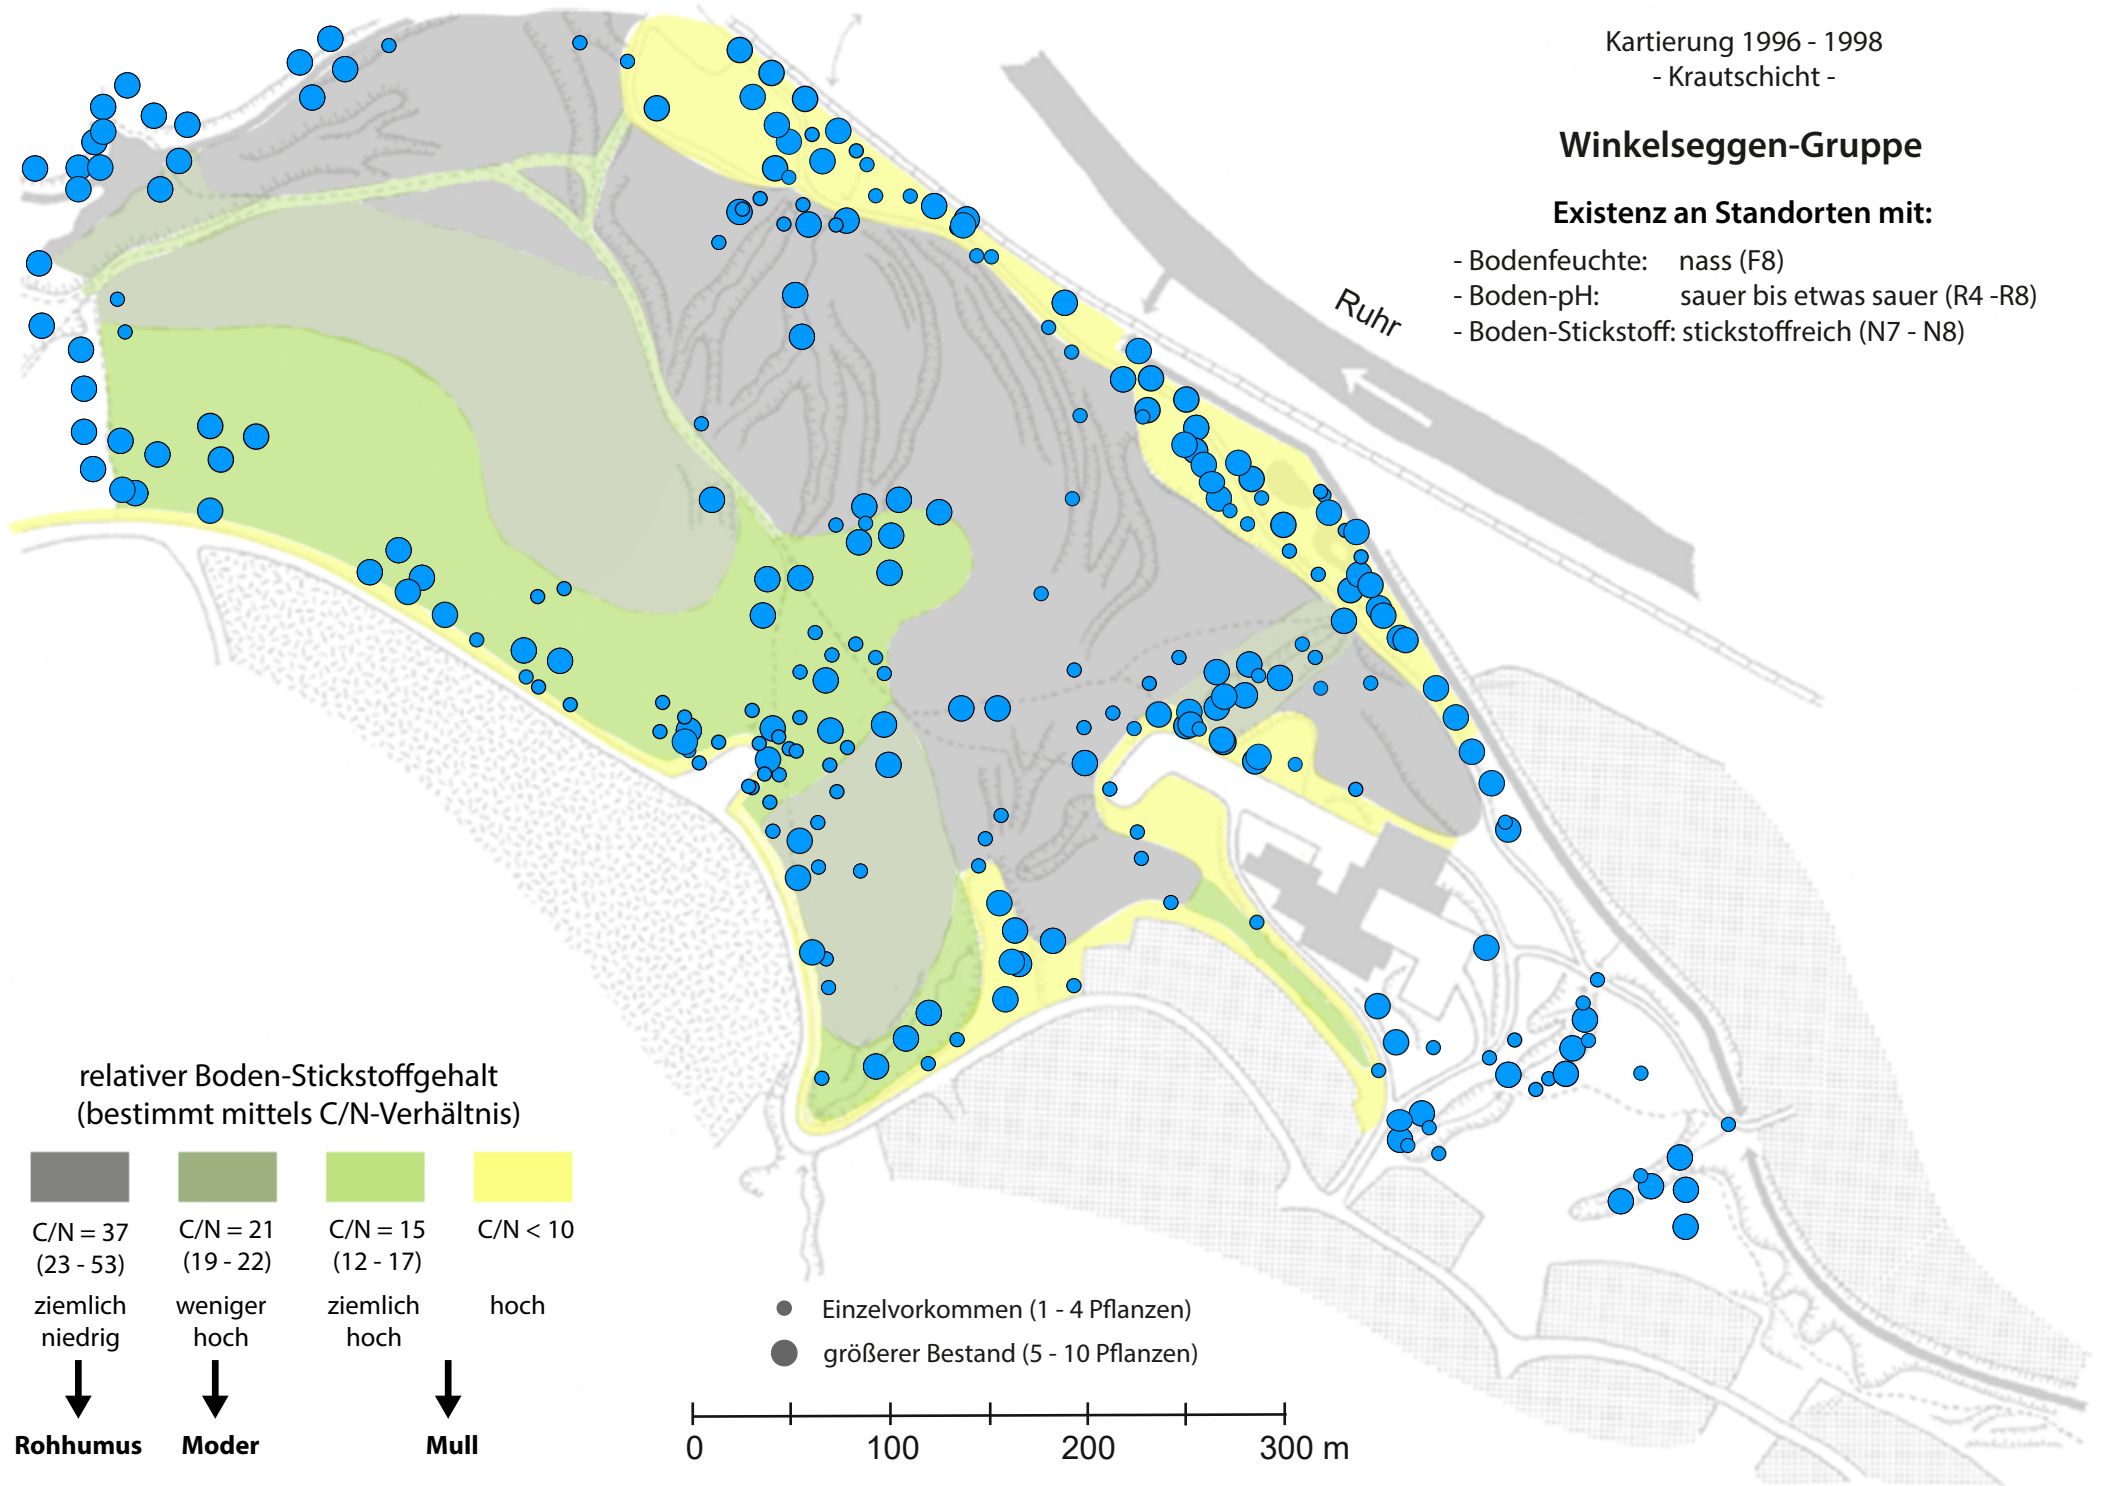 Kartierung 1996 - 1998
- Krautschicht -
Winkelseggen-Gruppe
Existenz an Standorten mit:
- Bodenfeuchte: nass (F8)
- Boden-pH: sauer bis etwas sauer (R4 -R8)
- Boden-Stickstoff: stickstoffreich (N7 - N8)
Ruhr
relativer Boden-Stickstoffgehalt
(bestimmt mittels C/N-Verhältnis)
C/N = 37 C/N = 21 C/N = 15 C/N < 10
(23 - 53) (19 - 22) (12 - 17)
ziemlich weniger ziemlich hoch
niedrig hoch hoch
Rohhumus Moder Mull
Einzelvorkommen (1 - 4 Pflanzen)
größerer Bestand (5 - 10 Pflanzen)
0 100 200 300 m